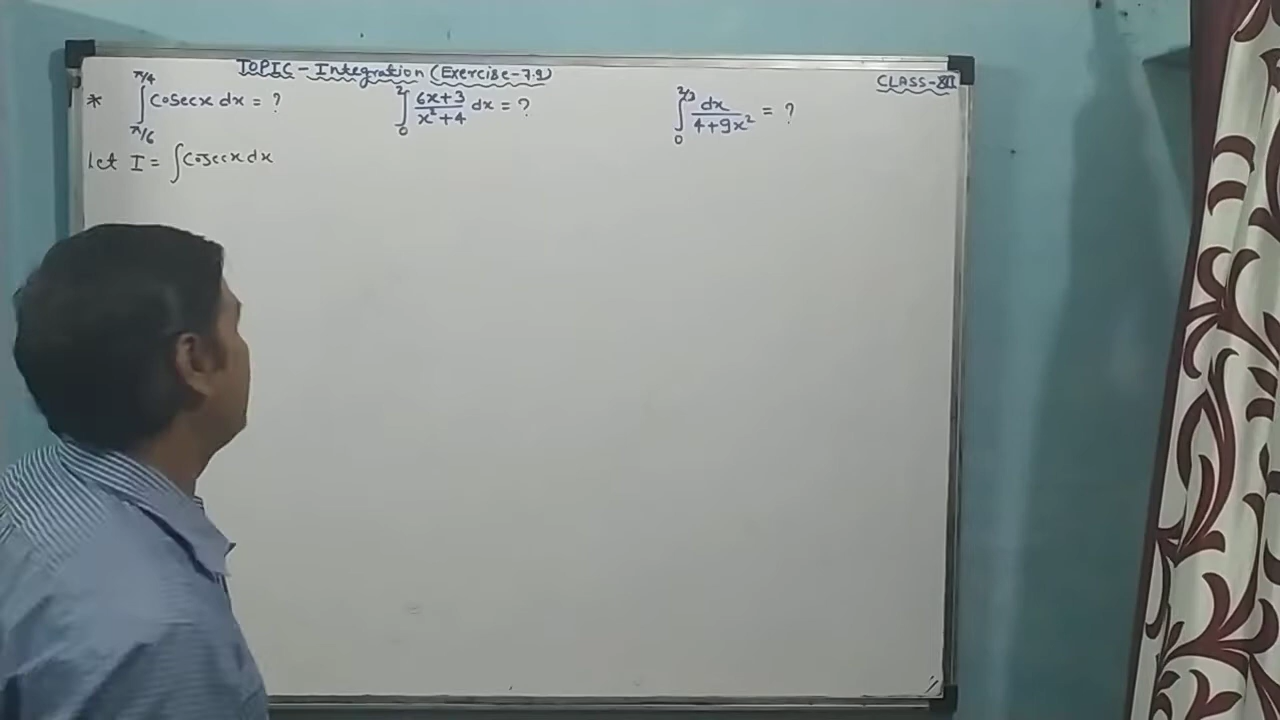 TOPIC - Integration (Exercise-7.9)
CLASS-XII
* ∫_{π/6}^{π/4} Cosecx dx = ?
∫_{0}^{2} (6x+3)/(x²+4) dx = ?
∫_{0}^{2/3} dx/(4+9x²) = ?
Let I = ∫Cosecx dx